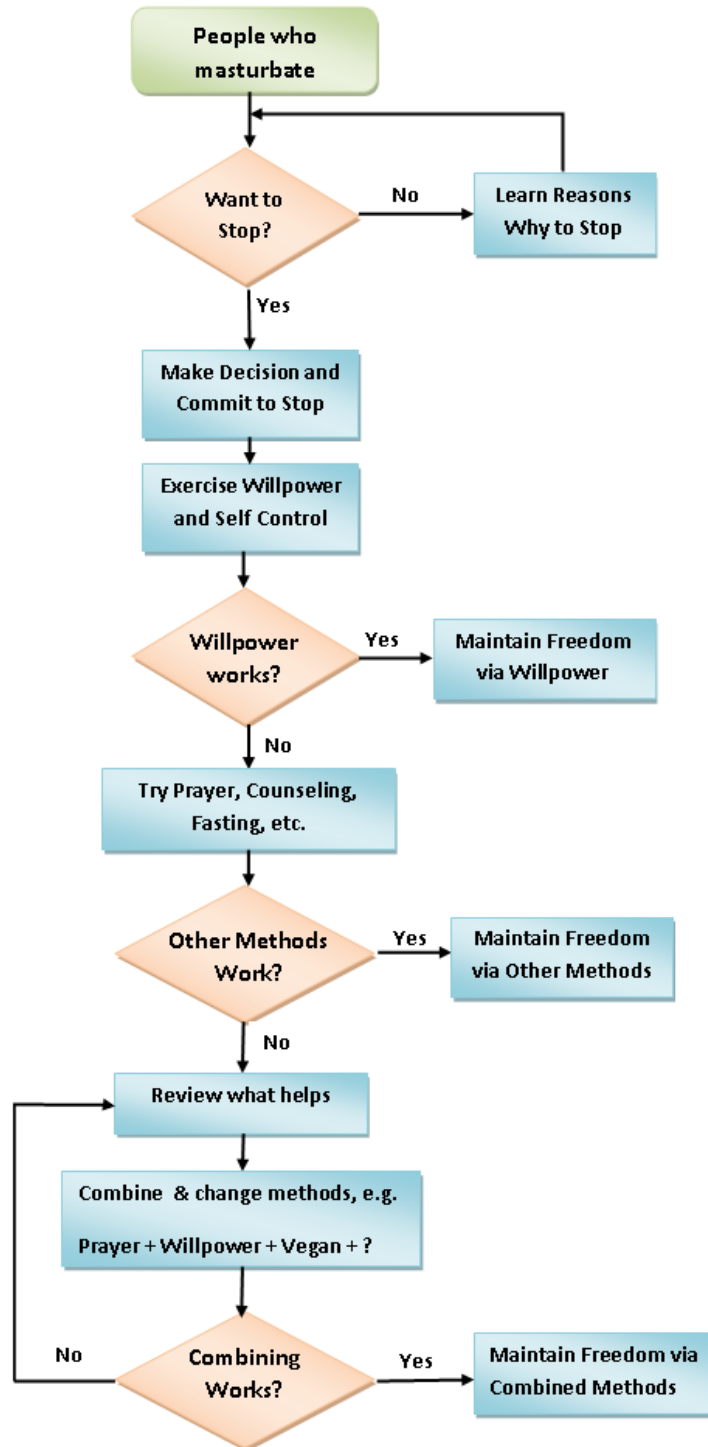 People who
masturbate
Want to
Stop?
No
Learn Reasons
Why to Stop
Yes
Make Decision and
Commit to Stop
Exercise Willpower
and Self Control
Willpower
works?
Yes
Maintain Freedom
via Willpower
No
Try Prayer, Counseling,
Fasting, etc.
Other Methods
Work?
Yes
Maintain Freedom
via Other Methods
No
Review what helps
Combine & change methods, e.g.
Prayer + Willpower + Vegan + ?
No
Combining
Works?
Yes
Maintain Freedom via
Combined Methods